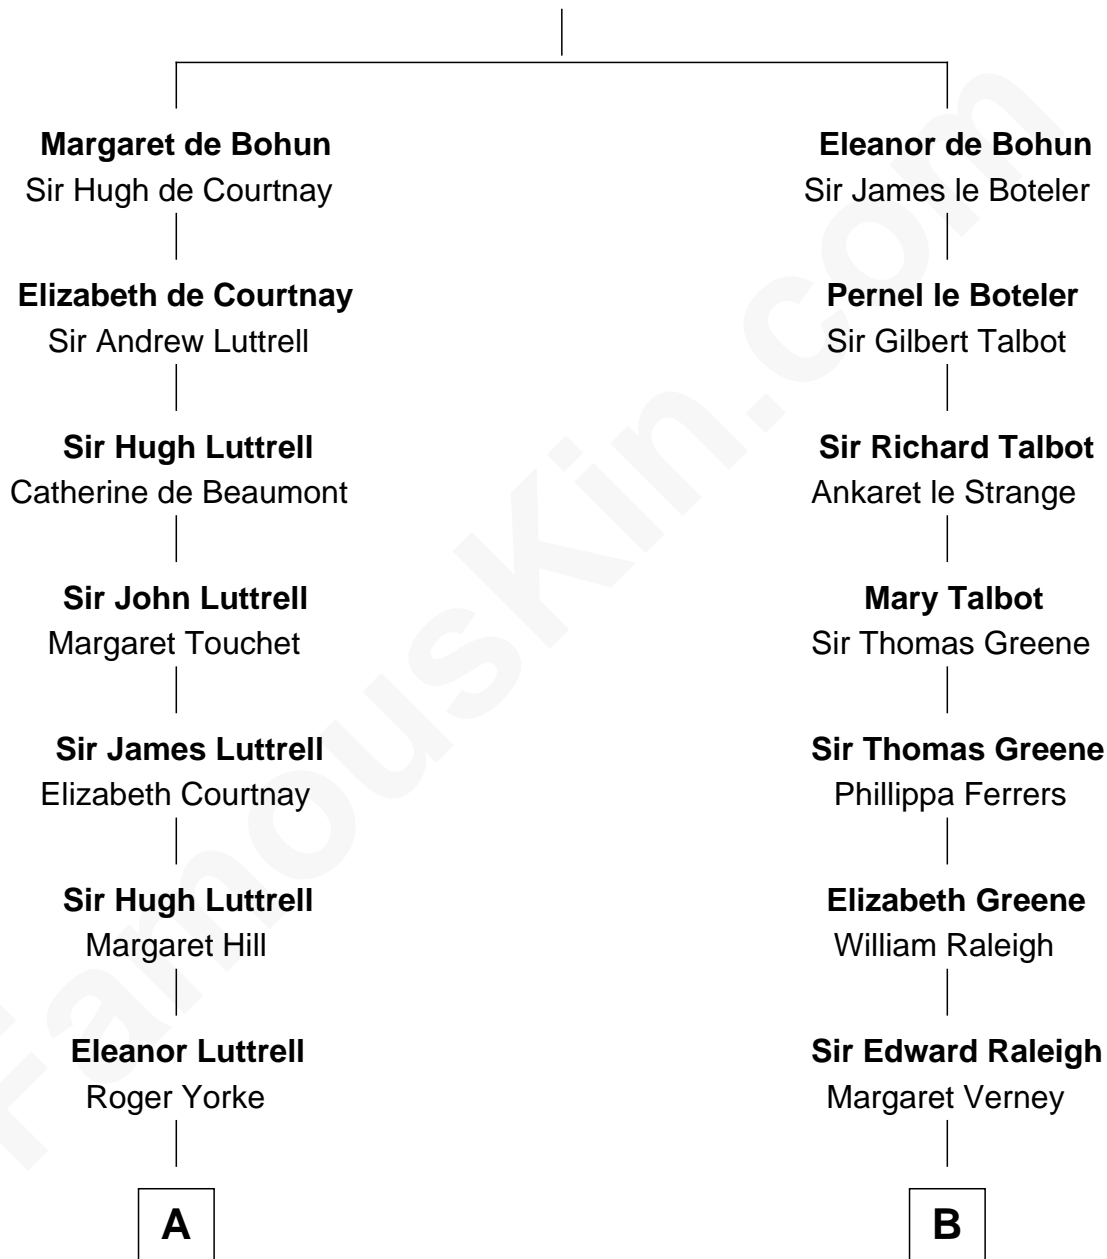 Margaret de Bohun
Sir Hugh de Courtnay
Elizabeth de Courtnay
Sir Andrew Luttrell
Sir Hugh Luttrell
Catherine de Beaumont
Sir John Luttrell
Margaret Touchet
Sir James Luttrell
Elizabeth Courtnay
Sir Hugh Luttrell
Margaret Hill
Eleanor Luttrell
Roger Yorke
A
Eleanor de Bohun
Sir James le Boteler
Pernel le Boteler
Sir Gilbert Talbot
Sir Richard Talbot
Ankaret le Strange
Mary Talbot
Sir Thomas Greene
Sir Thomas Greene
Phillippa Ferrers
Elizabeth Greene
William Raleigh
Sir Edward Raleigh
Margaret Verney
B
FamousKin.com